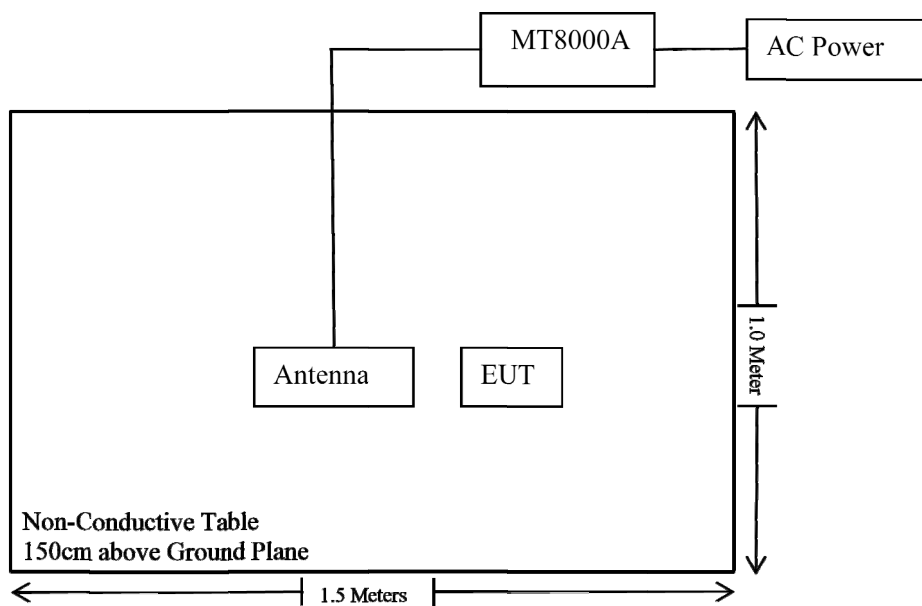 MT8000A
AC Power
1.0 Meter
Antenna
EUT
Non-Conductive Table
150cm above Ground Plane
1.5 Meters